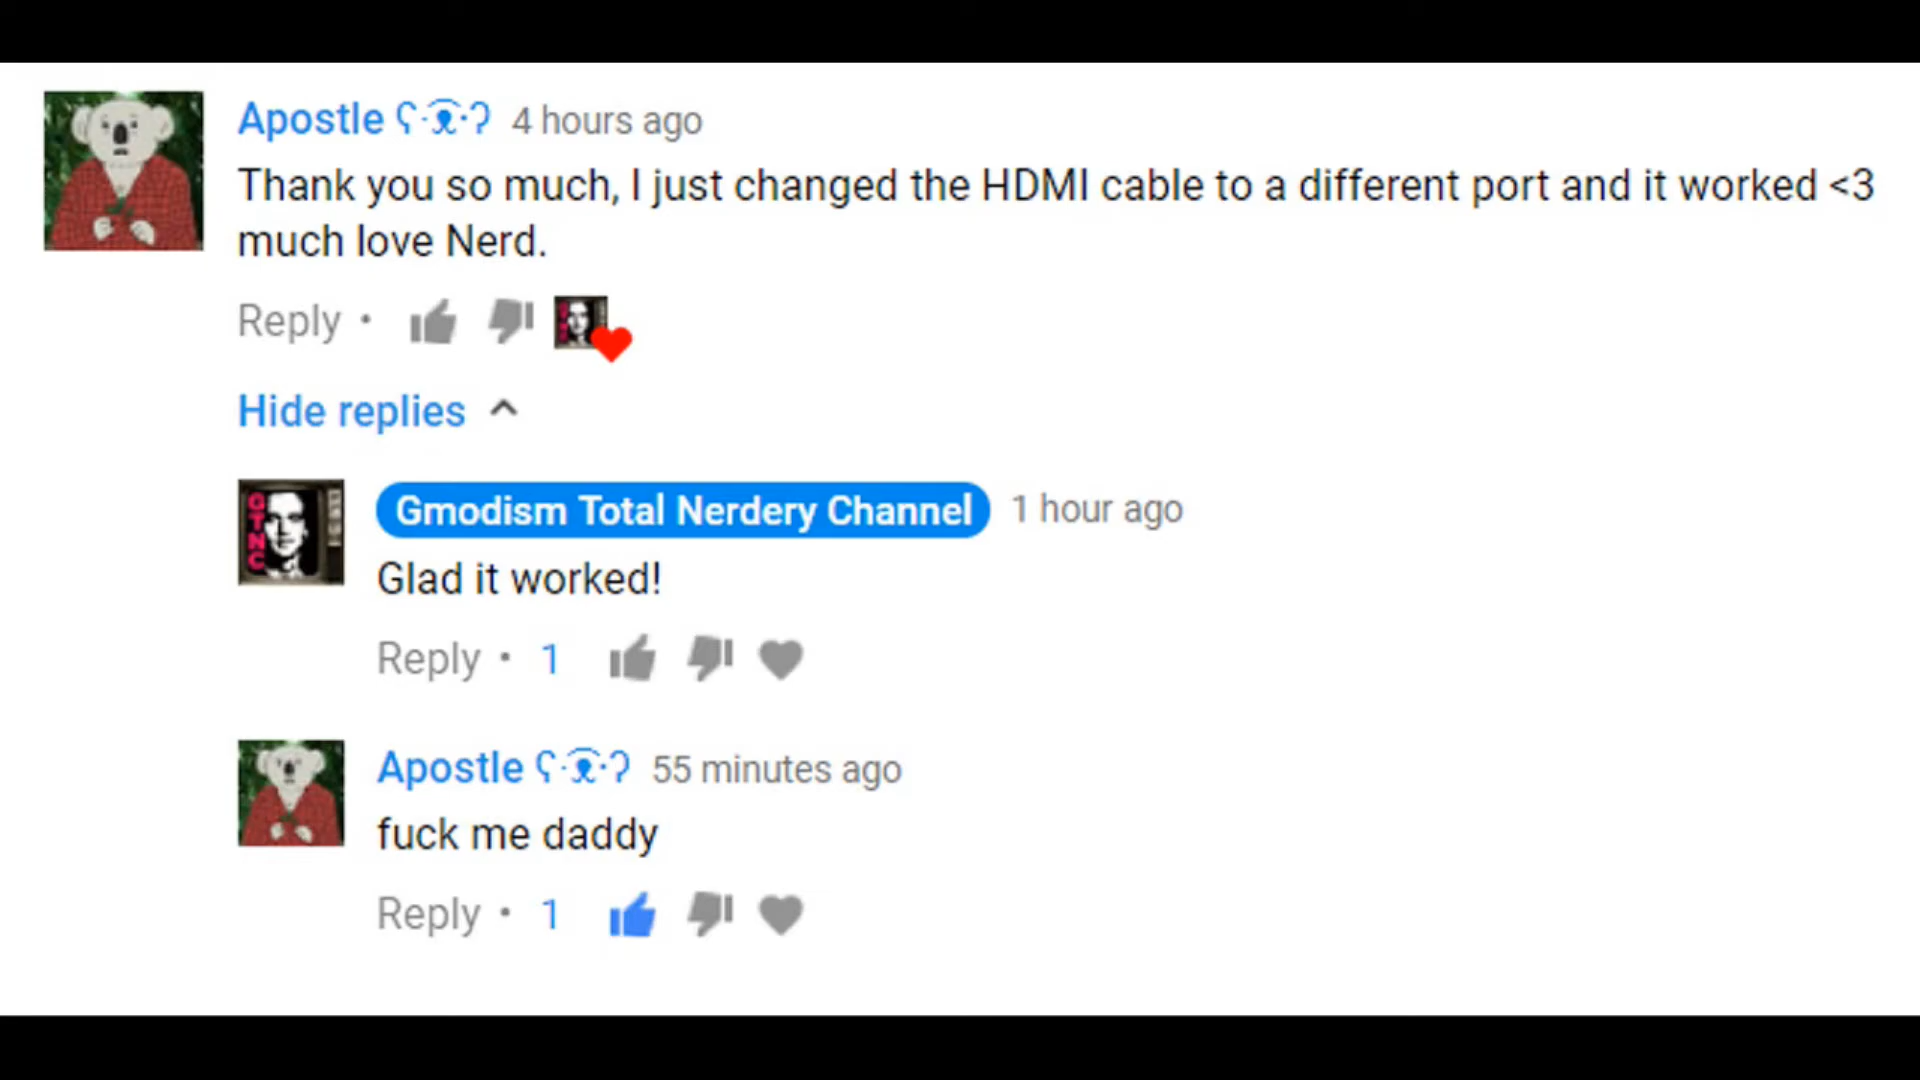 Apostle ʕ·͡ᴥ·ʔ 4 hours ago
Thank you so much, I just changed the HDMI cable to a different port and it worked <3
much love Nerd.
Reply •
Hide replies
GTNC
Gmodism Total Nerdery Channel 1 hour ago
Glad it worked!
Reply • 1
Apostle ʕ·͡ᴥ·ʔ 55 minutes ago
fuck me daddy
Reply • 1